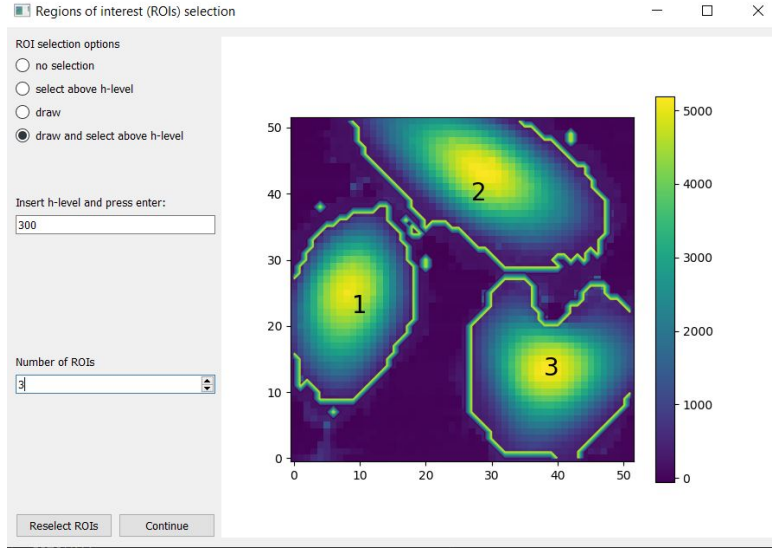 Regions of interest (ROIs) selection
ROI selection options
no selection
select above h-level
draw
draw and select above h-level
Insert h-level and press enter:
300
Number of ROIs
3
Reselect ROIs
Continue
50
40
30
20
10
0
0 10 20 30 40 50
1
2
3
5000
4000
3000
2000
1000
0